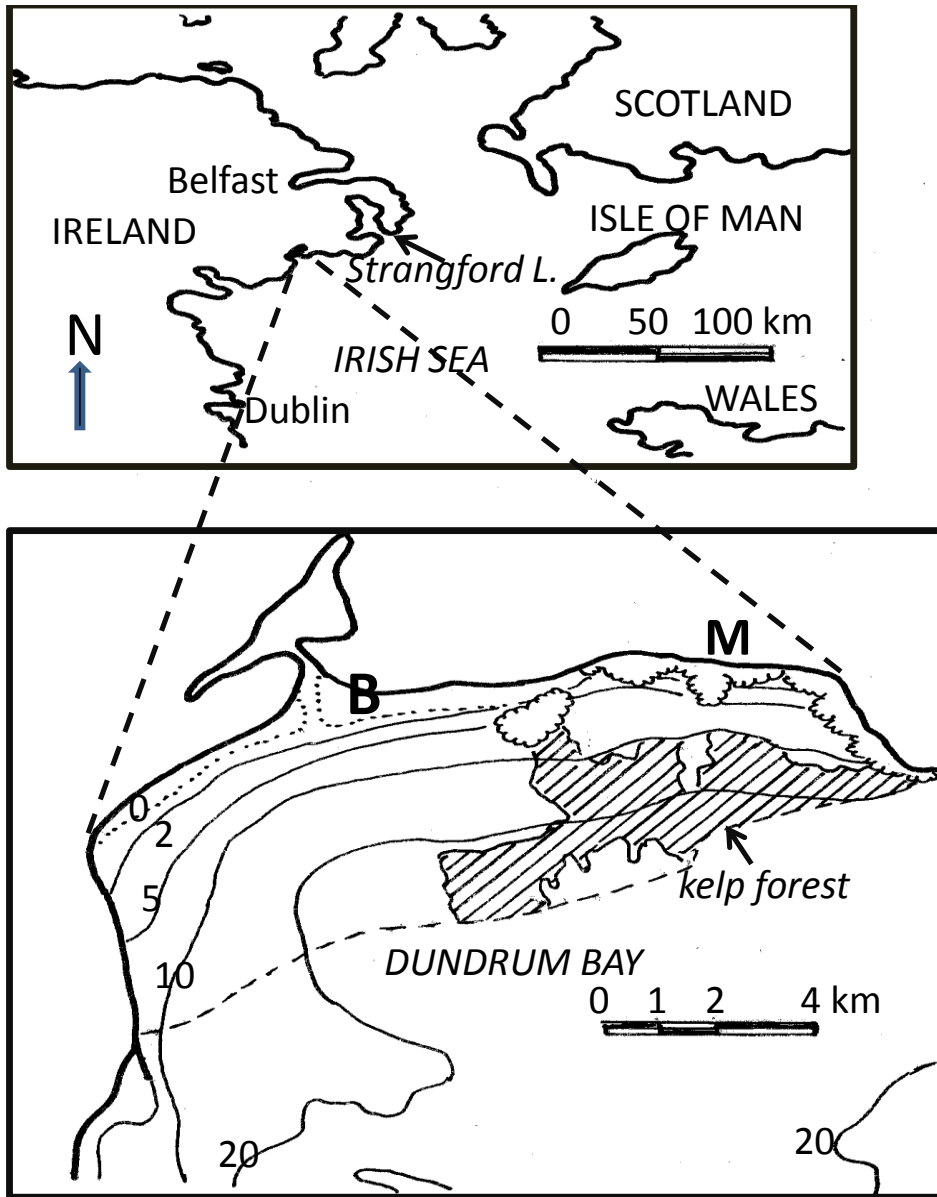 SCOTLAND
Belfast
IRELAND
ISLE OF MAN
Strangford L.
N
0 50 100 km
IRISH SEA
WALES
Dublin
M
B
0
2
5
kelp forest
10
DUNDRUM BAY
0 1 2 4 km
20
20